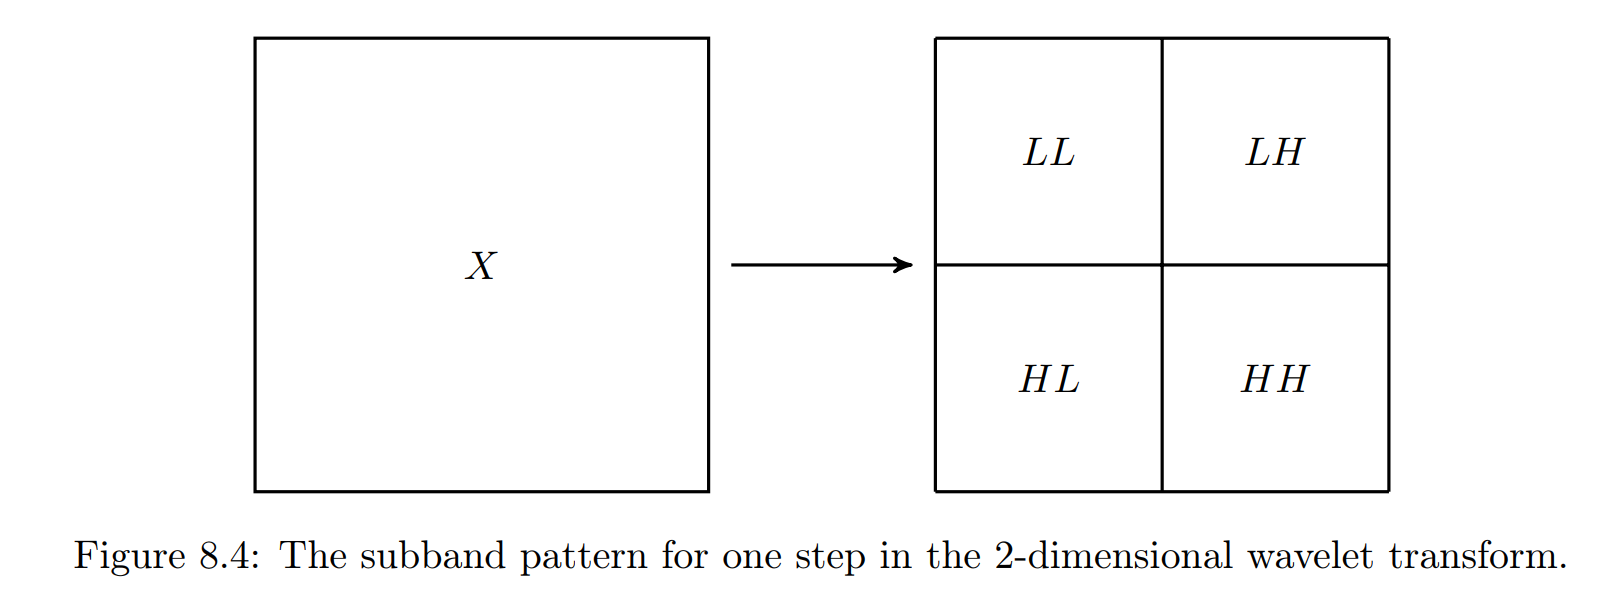 LL LH
X
HL HH
Figure 8.4: The subband pattern for one step in the 2-dimensional wavelet transform.